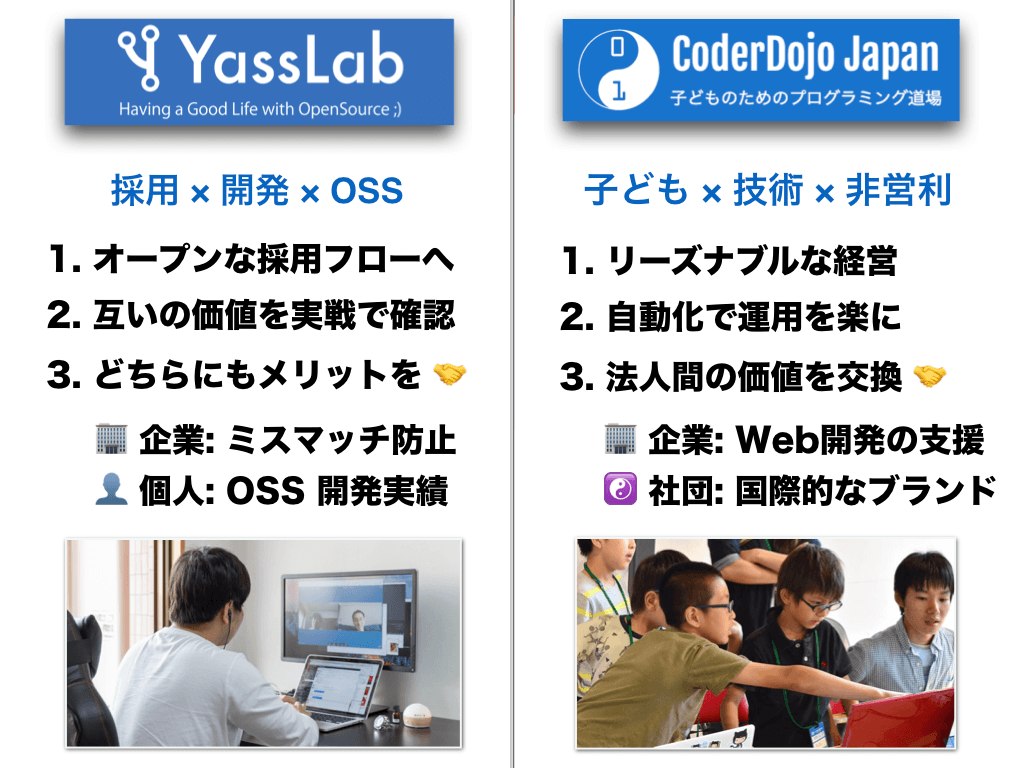 YassLab
Having a Good Life with OpenSource ;)
採用 × 開発 × OSS
1. オープンな採用フローへ
2. 互いの価値を実戦で確認
3. どちらにもメリットを 🤝
🏢 企業: ミスマッチ防止
👤 個人: OSS 開発実績
0
1
CoderDojo Japan
子どものためのプログラミング道場
子ども × 技術 × 非営利
1. リーズナブルな経営
2. 自動化で運用を楽に
3. 法人間の価値を交換 🤝
🏢 企業: Web開発の支援
☯️ 社団: 国際的なブランド